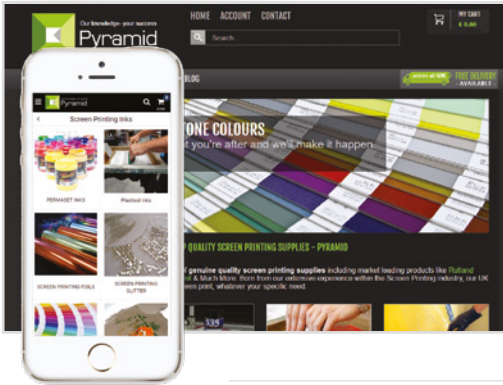 Our knowledge - your success
Pyramid
HOME ACCOUNT CONTACT
Search...
MY CART
€ 0.00
BLOG
FREE DELIVERY
- AVAILABLE -
TONE COLOURS
t you're after and we'll make it happen
P QUALITY SCREEN PRINTING SUPPLIES - PYRAMID
genuine quality screen printing supplies including market leading products like Rutland
& Much More. Born from our extensive experience within the Screen Printing industry, our UK
een print, whatever your specific need.
335
Pyramid
Screen Printing Inks
PERMASET INKS
Plastisol Inks
SCREEN PRINTING FOILS
SCREEN PRINTING
GLITTER